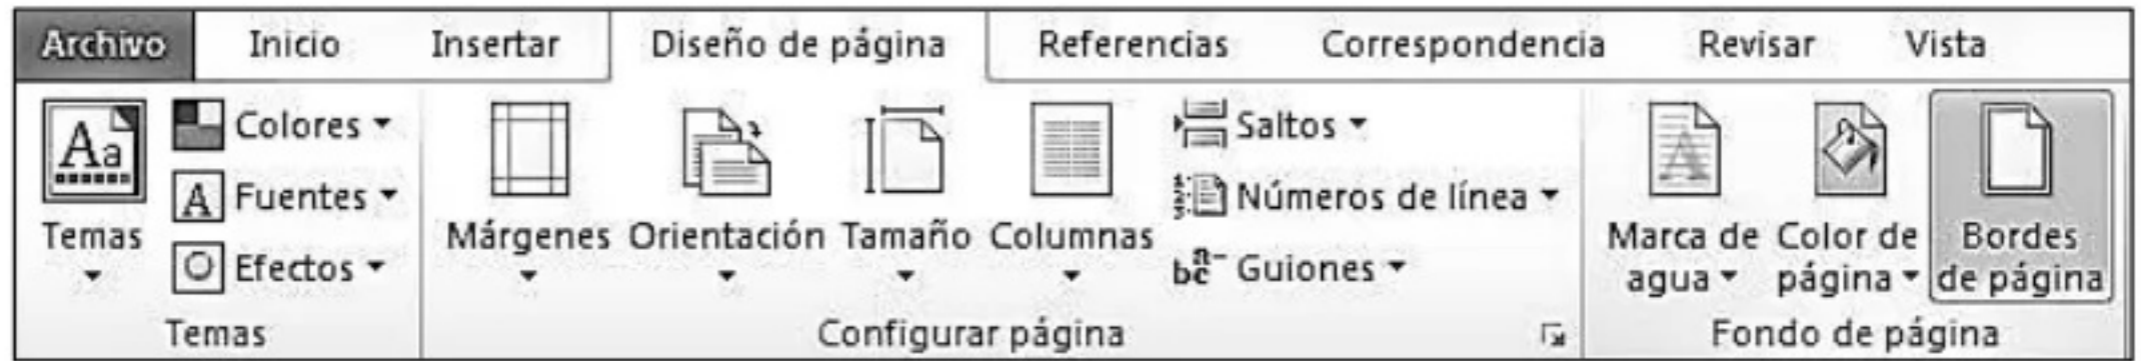 Archivo Inicio Insertar Diseño de página Referencias Correspondencia Revisar Vista
Aa
Temas
Colores
A Fuentes
Efectos
Temas
Márgenes Orientación Tamaño Columnas
Saltos
Números de línea
bc a- Guiones
Configurar página
A
Marca de agua
Color de página
Bordes de página
Fondo de página